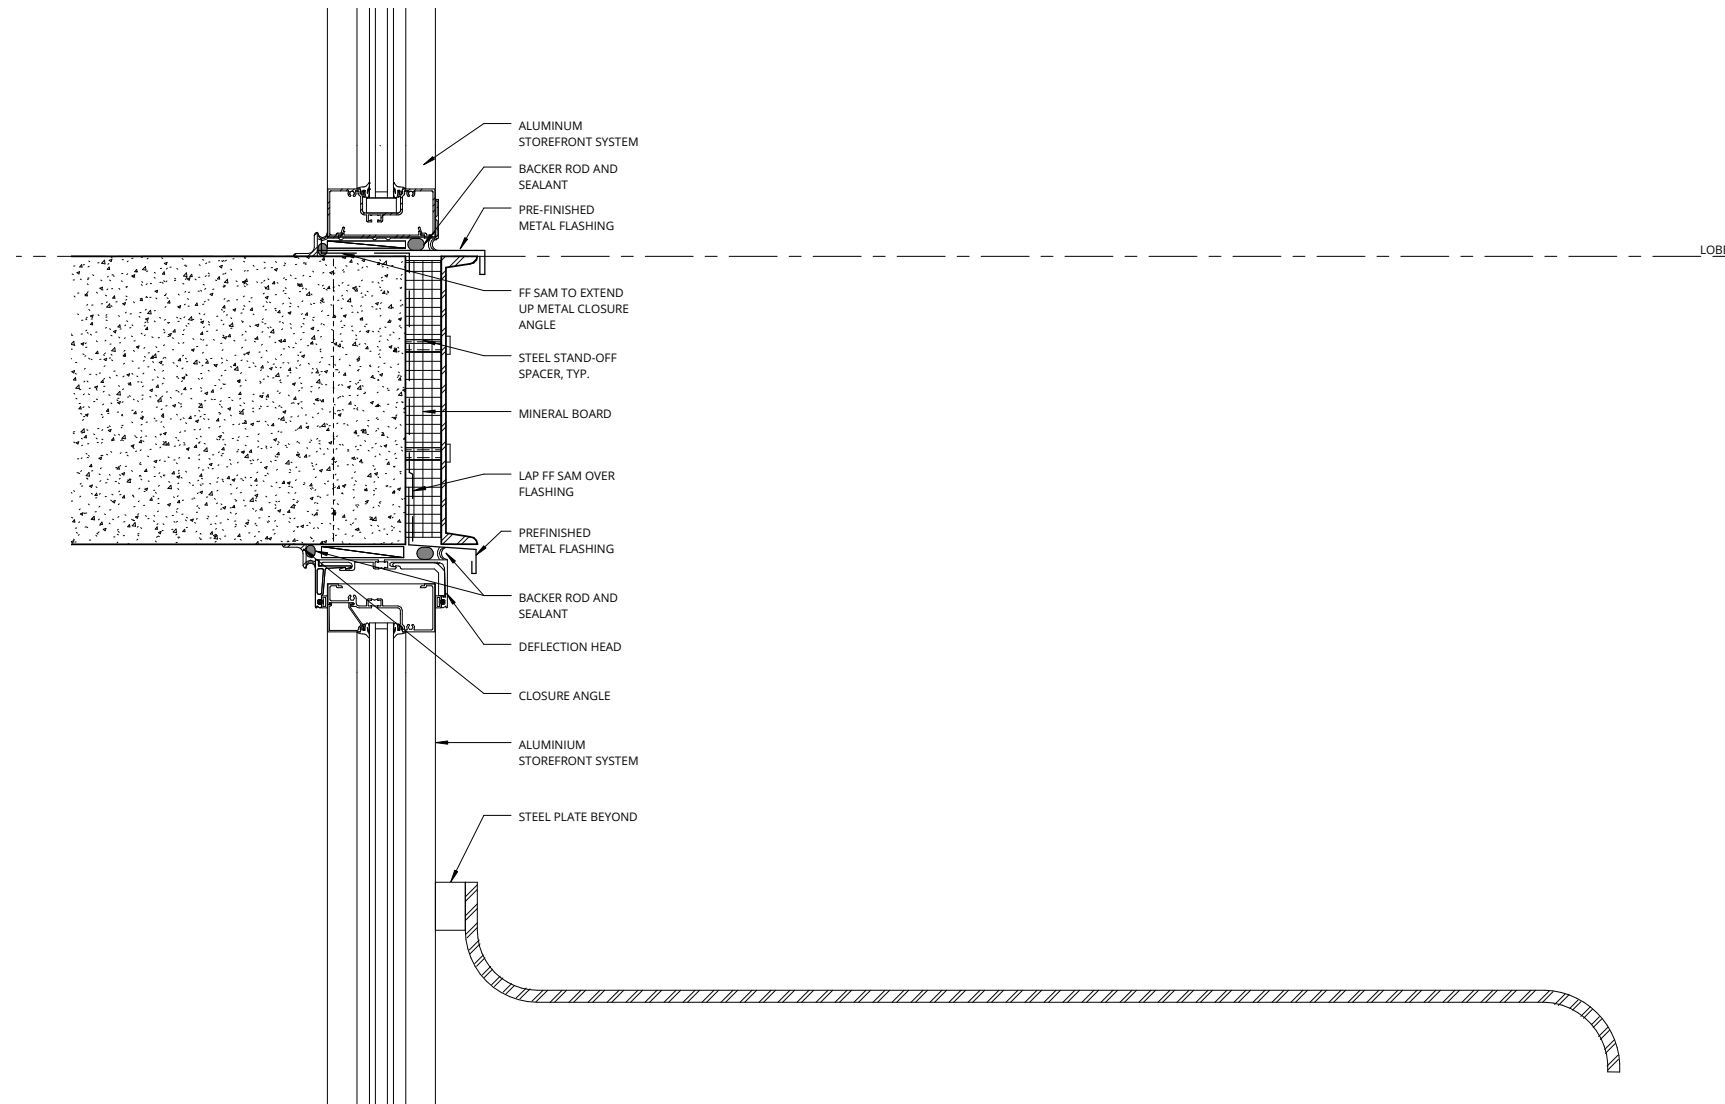 ALUMINUM
STOREFRONT SYSTEM
BACKER ROD AND
SEALANT
PRE-FINISHED
METAL FLASHING
LOBE
FF SAM TO EXTEND
UP METAL CLOSURE
ANGLE
STEEL STAND-OFF
SPACER, TYP.
MINERAL BOARD
LAP FF SAM OVER
FLASHING
PREFINISHED
METAL FLASHING
BACKER ROD AND
SEALANT
DEFLECTION HEAD
CLOSURE ANGLE
ALUMINIUM
STOREFRONT SYSTEM
STEEL PLATE BEYOND